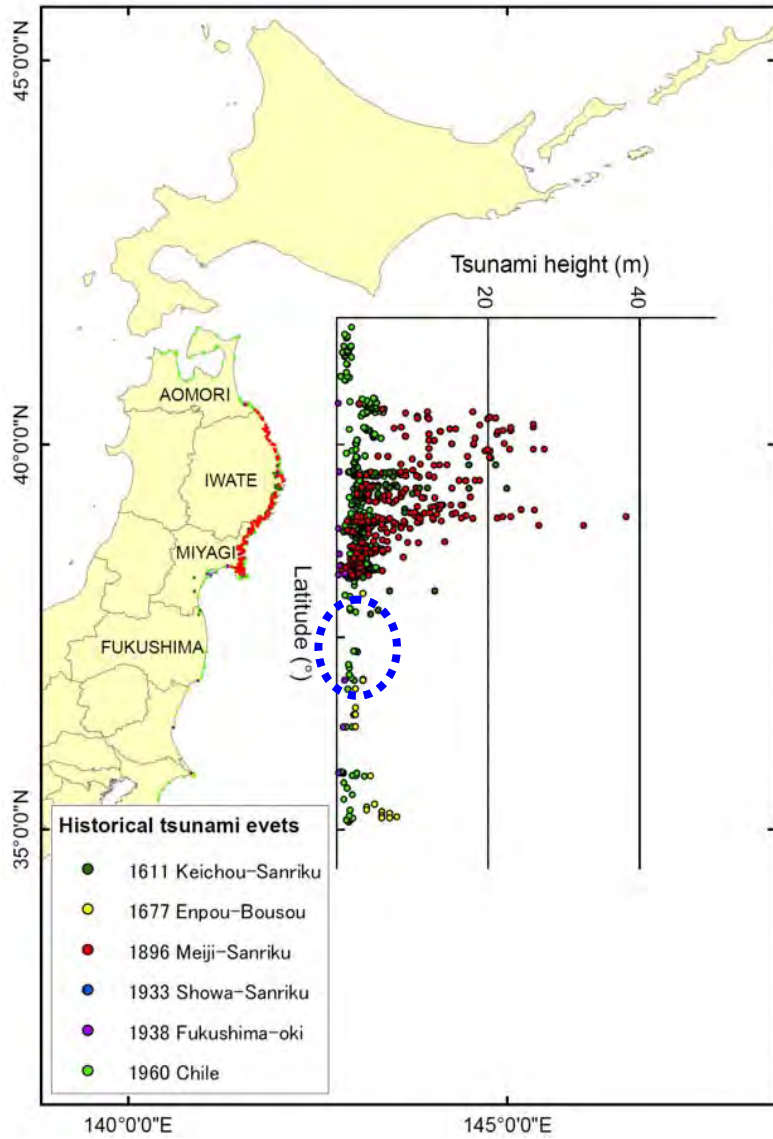 45°0'0"N
Tsunami height (m)
20
40
AOMORI
40°0'0"N
IWATE
MIYAGI
Latitude (°)
FUKUSHIMA
35°0'0"N
Historical tsunami evets
1611 Keichou-Sanriku
1677 Enpou-Bousou
1896 Meiji-Sanriku
1933 Showa-Sanriku
1938 Fukushima-oki
1960 Chile
140°0'0"E
145°0'0"E